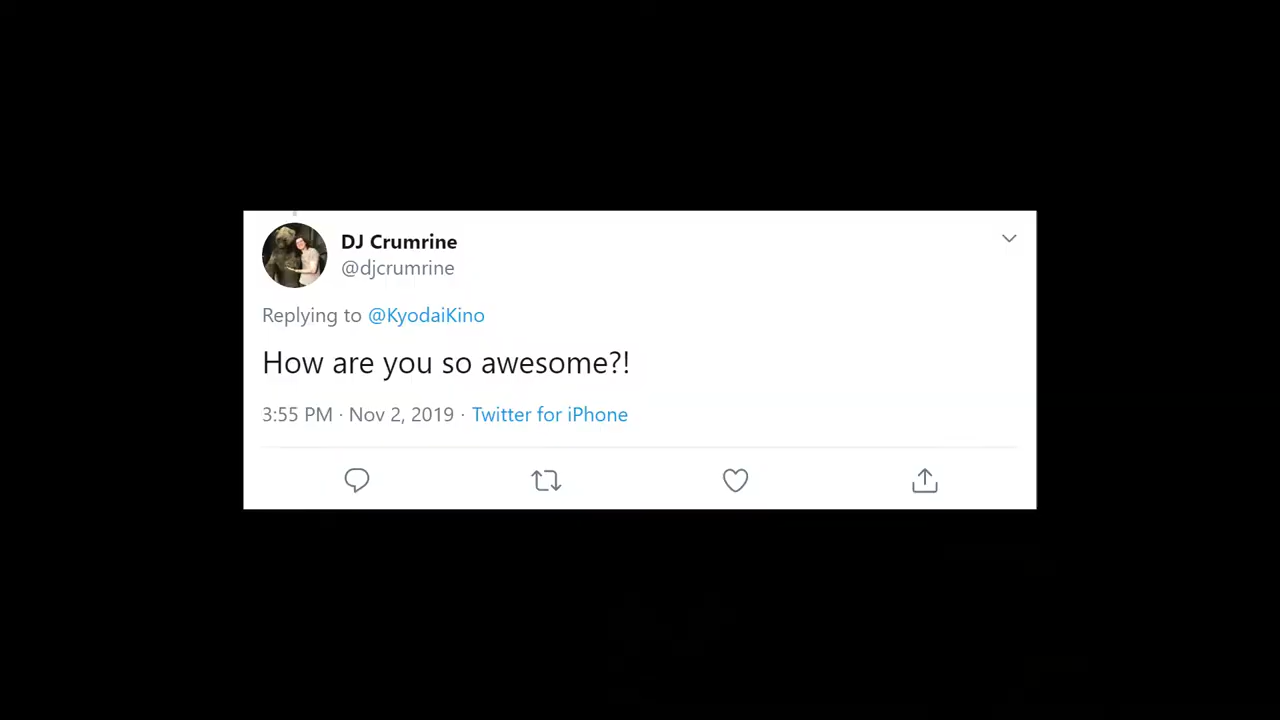 DJ Crumrine
@djcrumrine
Replying to @KyodaiKino
How are you so awesome?!
3:55 PM · Nov 2, 2019 · Twitter for iPhone